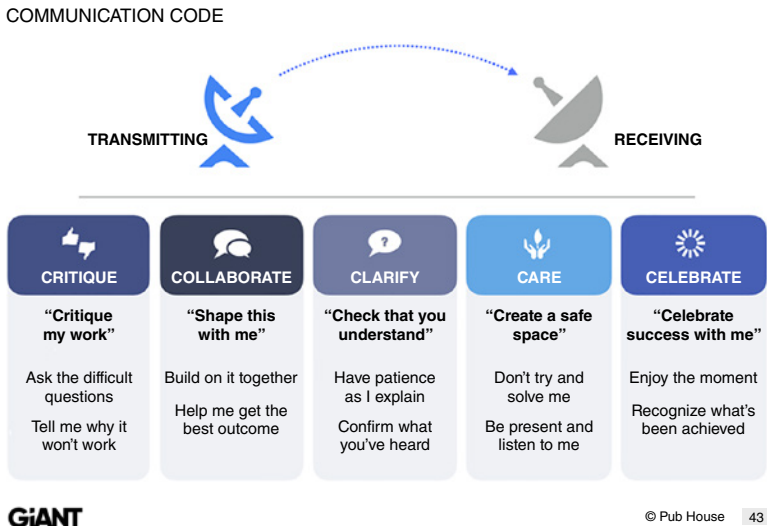 COMMUNICATION CODE
TRANSMITTING
RECEIVING
CRITIQUE
“Critique
my work”
Ask the difficult
questions
Tell me why it
won’t work
COLLABORATE
“Shape this
with me”
Build on it together
Help me get the
best outcome
?
CLARIFY
“Check that you
understand”
Have patience
as I explain
Confirm what
you’ve heard
CARE
“Create a safe
space”
Don’t try and
solve me
Be present and
listen to me
CELEBRATE
“Celebrate
success with me”
Enjoy the moment
Recognize what’s
been achieved
GiANT
© Pub House 43